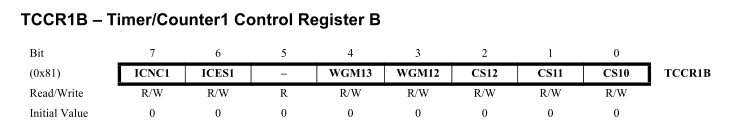 TCCR1B – Timer/Counter1 Control Register B
Bit 7 6 5 4 3 2 1 0
(0x81) ICNC1 ICES1 – WGM13 WGM12 CS12 CS11 CS10 TCCR1B
Read/Write R/W R/W R R/W R/W R/W R/W R/W
Initial Value 0 0 0 0 0 0 0 0